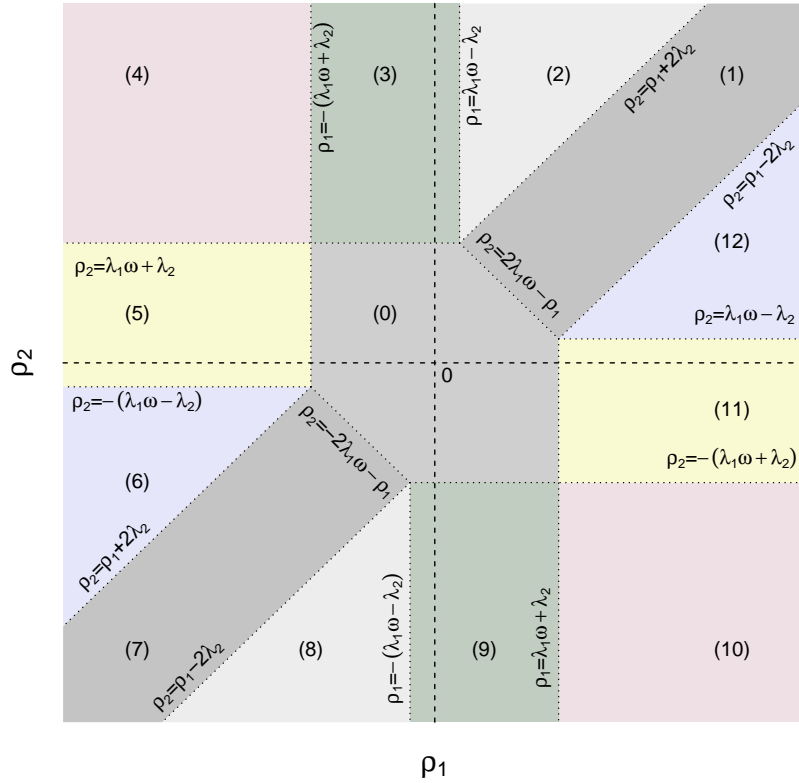 (4)
(3)
(2)
(1)
ρ₁=−(λ₁ω+λ₂)
ρ₁=λ₁ω−λ₂
ρ₂=ρ₁+2λ₂
ρ₂=ρ₁−2λ₂
(12)
ρ₂=2λ₁ω−ρ₁
ρ₂=λ₁ω+λ₂
(5)
(0)
ρ₂=λ₁ω−λ₂
ρ₂
0
ρ₂=−(λ₁ω−λ₂)
(11)
ρ₂=−2λ₁ω−ρ₁
ρ₂=−(λ₁ω+λ₂)
(6)
ρ₂=ρ₁+2λ₂
ρ₂=ρ₁−2λ₂
ρ₁=−(λ₁ω−λ₂)
ρ₁=λ₁ω+λ₂
(7)
(8)
(9)
(10)
ρ₁